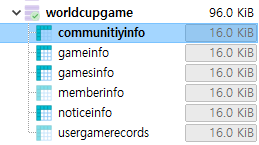 worldcupgame 96.0 KiB
communitiyinfo 16.0 KiB
gameinfo 16.0 KiB
gamesinfo 16.0 KiB
memberinfo 16.0 KiB
noticeinfo 16.0 KiB
usergamerecords 16.0 KiB